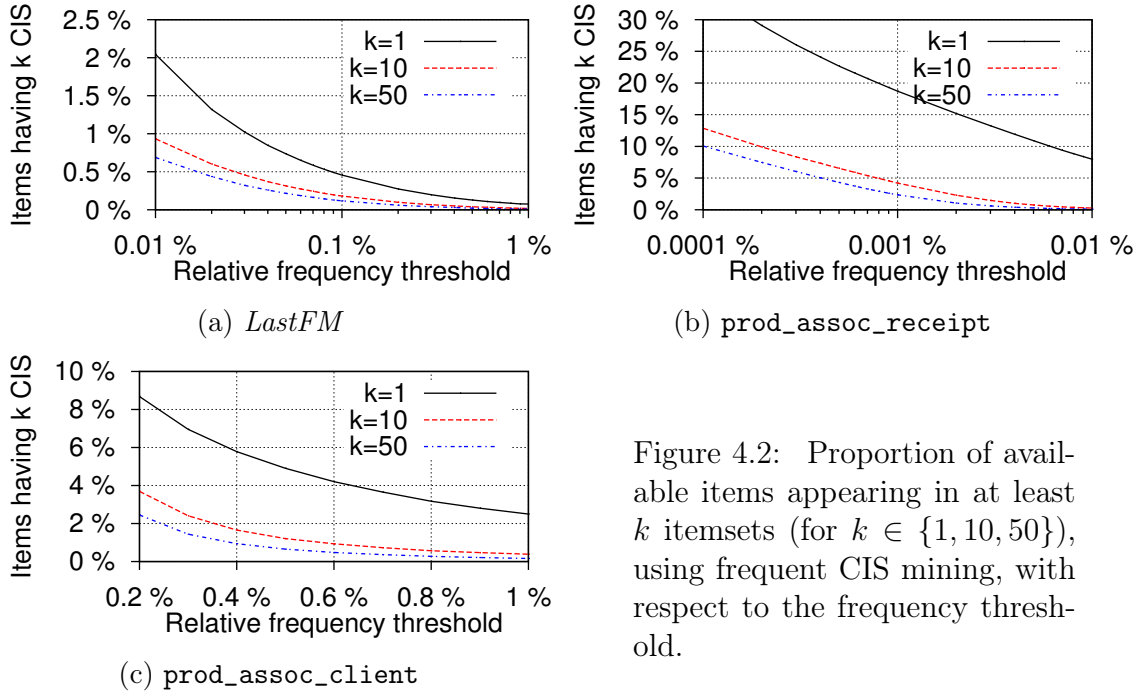 2.5 %
2 %
1.5 %
1 %
0.5 %
0 %
Items having k CIS
k=1
k=10
k=50
0.01 %
0.1 %
1 %
Relative frequency threshold
(a) LastFM
30 %
25 %
20 %
15 %
10 %
5 %
0 %
Items having k CIS
k=1
k=10
k=50
0.0001 %
0.001 %
0.01 %
Relative frequency threshold
(b) prod_assoc_receipt
10 %
8 %
6 %
4 %
2 %
0 %
Items having k CIS
k=1
k=10
k=50
0.2 %
0.4 %
0.6 %
0.8 %
1 %
Relative frequency threshold
(c) prod_assoc_client
Figure 4.2: Proportion of avail-
able items appearing in at least
k itemsets (for k ∈ {1, 10, 50}),
using frequent CIS mining, with
respect to the frequency thresh-
old.